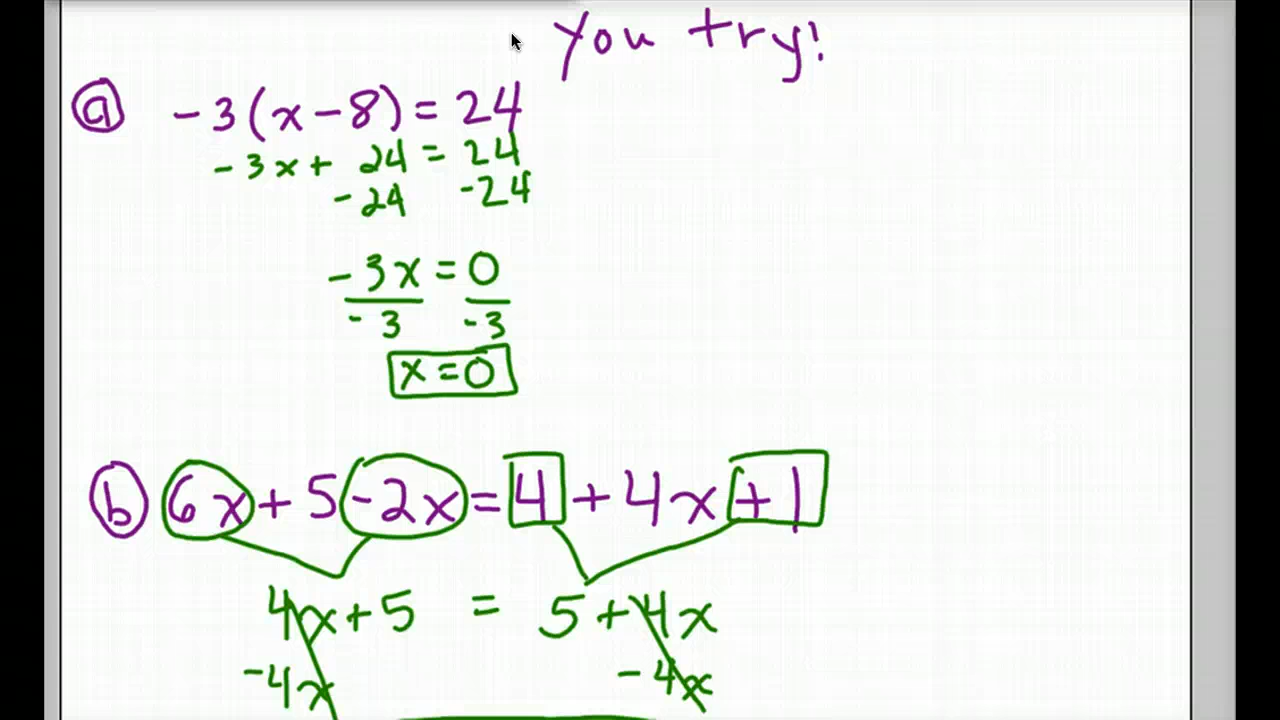 You try!
a -3(x-8)=24
-3x+ 24 = 24
-24 -24
-3x=0
-3 -3
x=0
b 6x+5-2x=4+4x+1
4x+5 = 5+4x
-4x -4x